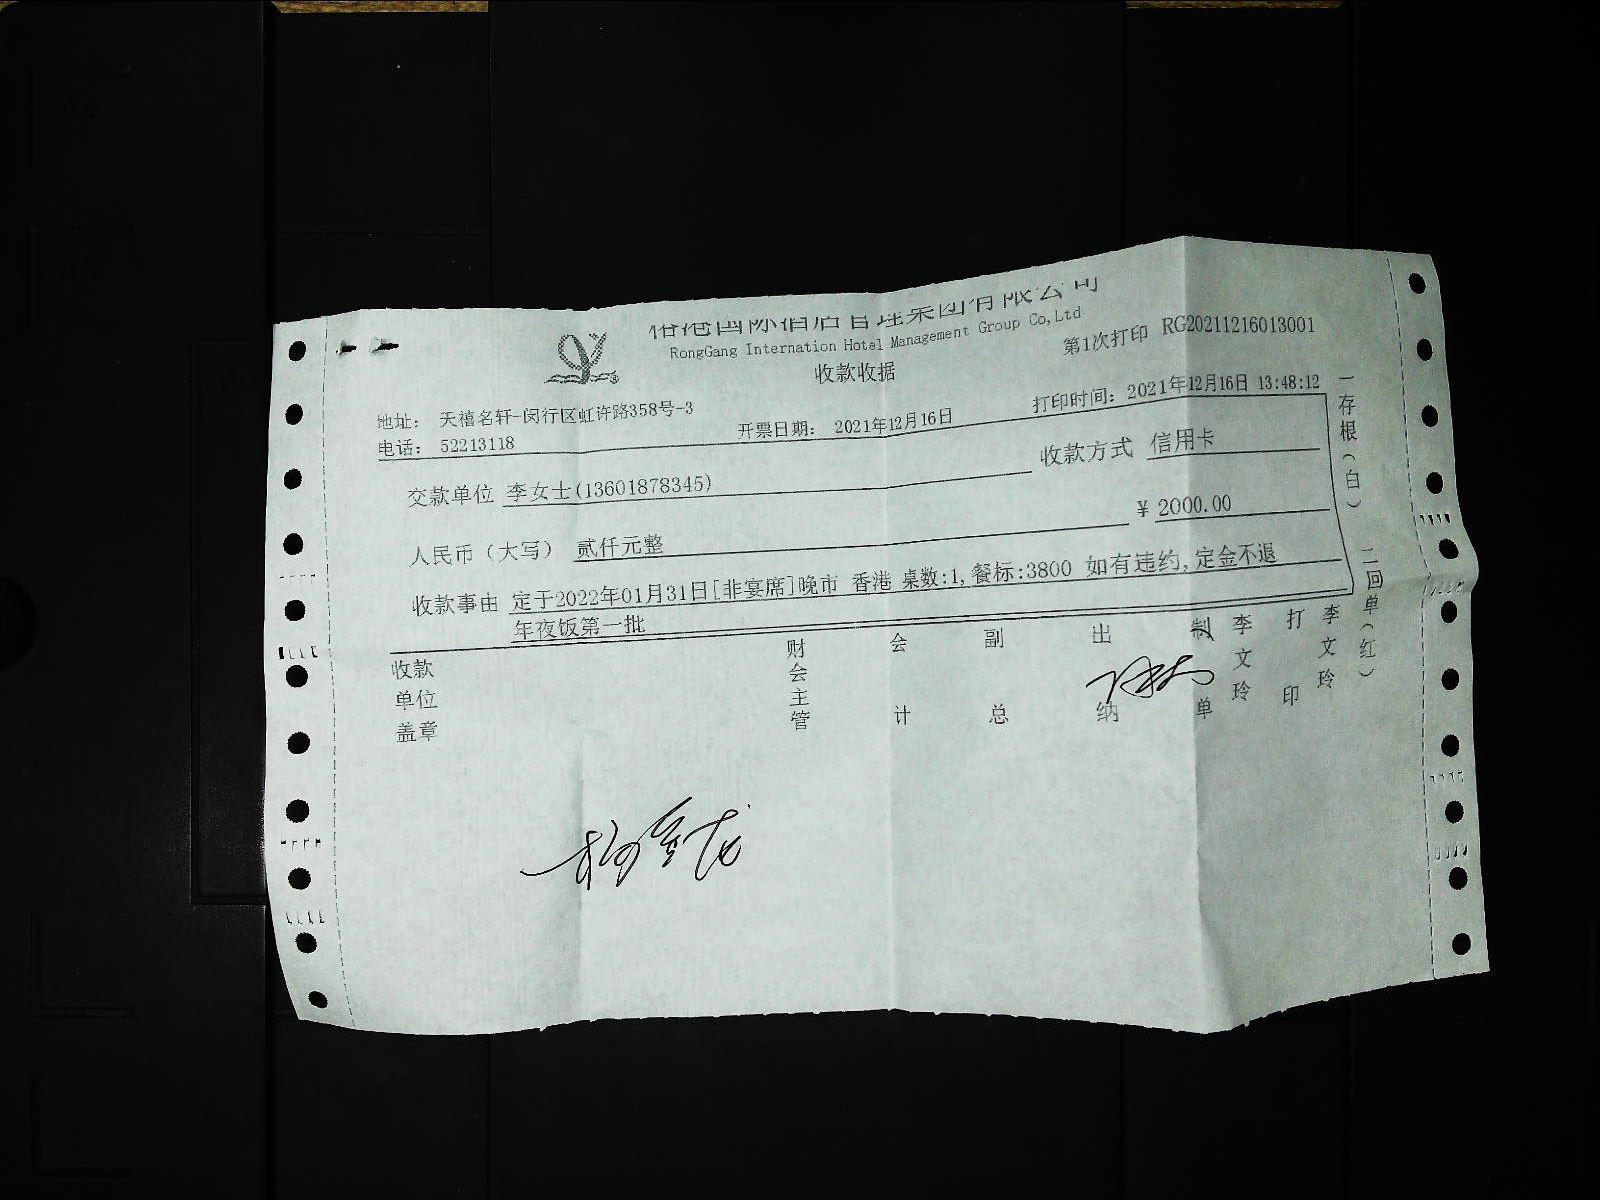 国际酒店管理集团有限公司
RongGang Internation Hotel Management Group Co,Ltd
收款收据
第1次打印 RG20211216013001
地址： 天禧名轩-闵行区虹许路358号-3
电话： 52213118
开票日期： 2021年12月16日
打印时间：2021年12月16日 13:48:12
交款单位 李女士(13601878345)
收款方式 信用卡
人民币（大写） 贰仟元整
¥ 2000.00
收款事由 定于2022年01月31日[非宴席]晚市 香港 桌数:1,餐标:3800 如有违约,定金不退
年夜饭第一批
收款单位盖章
财会主管
会计
副总
出纳
制单
李文玲
打印
李文玲
一存根（白） 二回单（红）